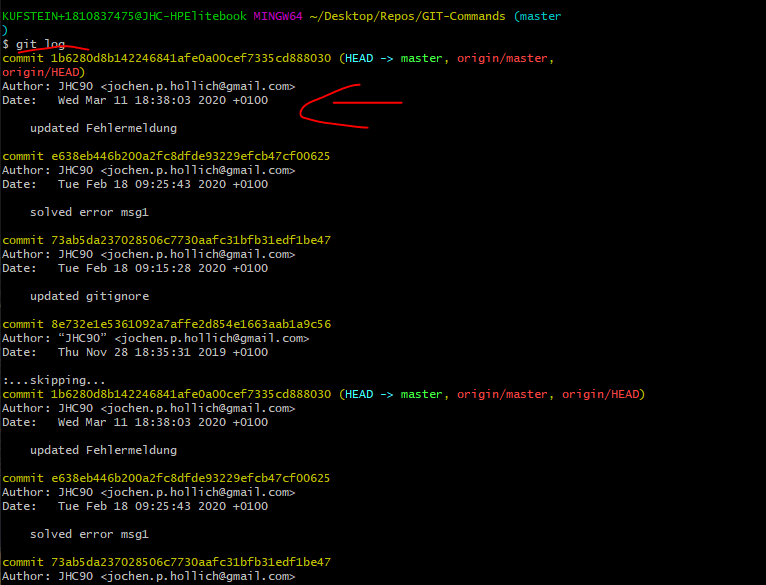 KUFSTEIN+1810837475@JHC-HPElitebook MINGW64 ~/Desktop/Repos/GIT-Commands (master
)
$ git log
commit 1b6280d8b142246841afe0a00cef7335cd888030 (HEAD -> master, origin/master,
origin/HEAD)
Author: JHC90 <jochen.p.hollich@gmail.com>
Date:   Wed Mar 11 18:38:03 2020 +0100
updated Fehlermeldung
commit e638eb446b200a2fc8dfde93229efcb47cf00625
Author: JHC90 <jochen.p.hollich@gmail.com>
Date:   Tue Feb 18 09:25:43 2020 +0100
solved error msg1
commit 73ab5da237028506c7730aafc31bfb31edf1be47
Author: JHC90 <jochen.p.hollich@gmail.com>
Date:   Tue Feb 18 09:15:28 2020 +0100
updated gitignore
commit 8e732e1e5361092a7affe2d854e1663aab1a9c56
Author: “JHC90” <jochen.p.hollich@gmail.com>
Date:   Thu Nov 28 18:35:31 2019 +0100
:...skipping...
commit 1b6280d8b142246841afe0a00cef7335cd888030 (HEAD -> master, origin/master, origin/HEAD)
Author: JHC90 <jochen.p.hollich@gmail.com>
Date:   Wed Mar 11 18:38:03 2020 +0100
updated Fehlermeldung
commit e638eb446b200a2fc8dfde93229efcb47cf00625
Author: JHC90 <jochen.p.hollich@gmail.com>
Date:   Tue Feb 18 09:25:43 2020 +0100
solved error msg1
commit 73ab5da237028506c7730aafc31bfb31edf1be47
Author: JHC90 <jochen.p.hollich@gmail.com>